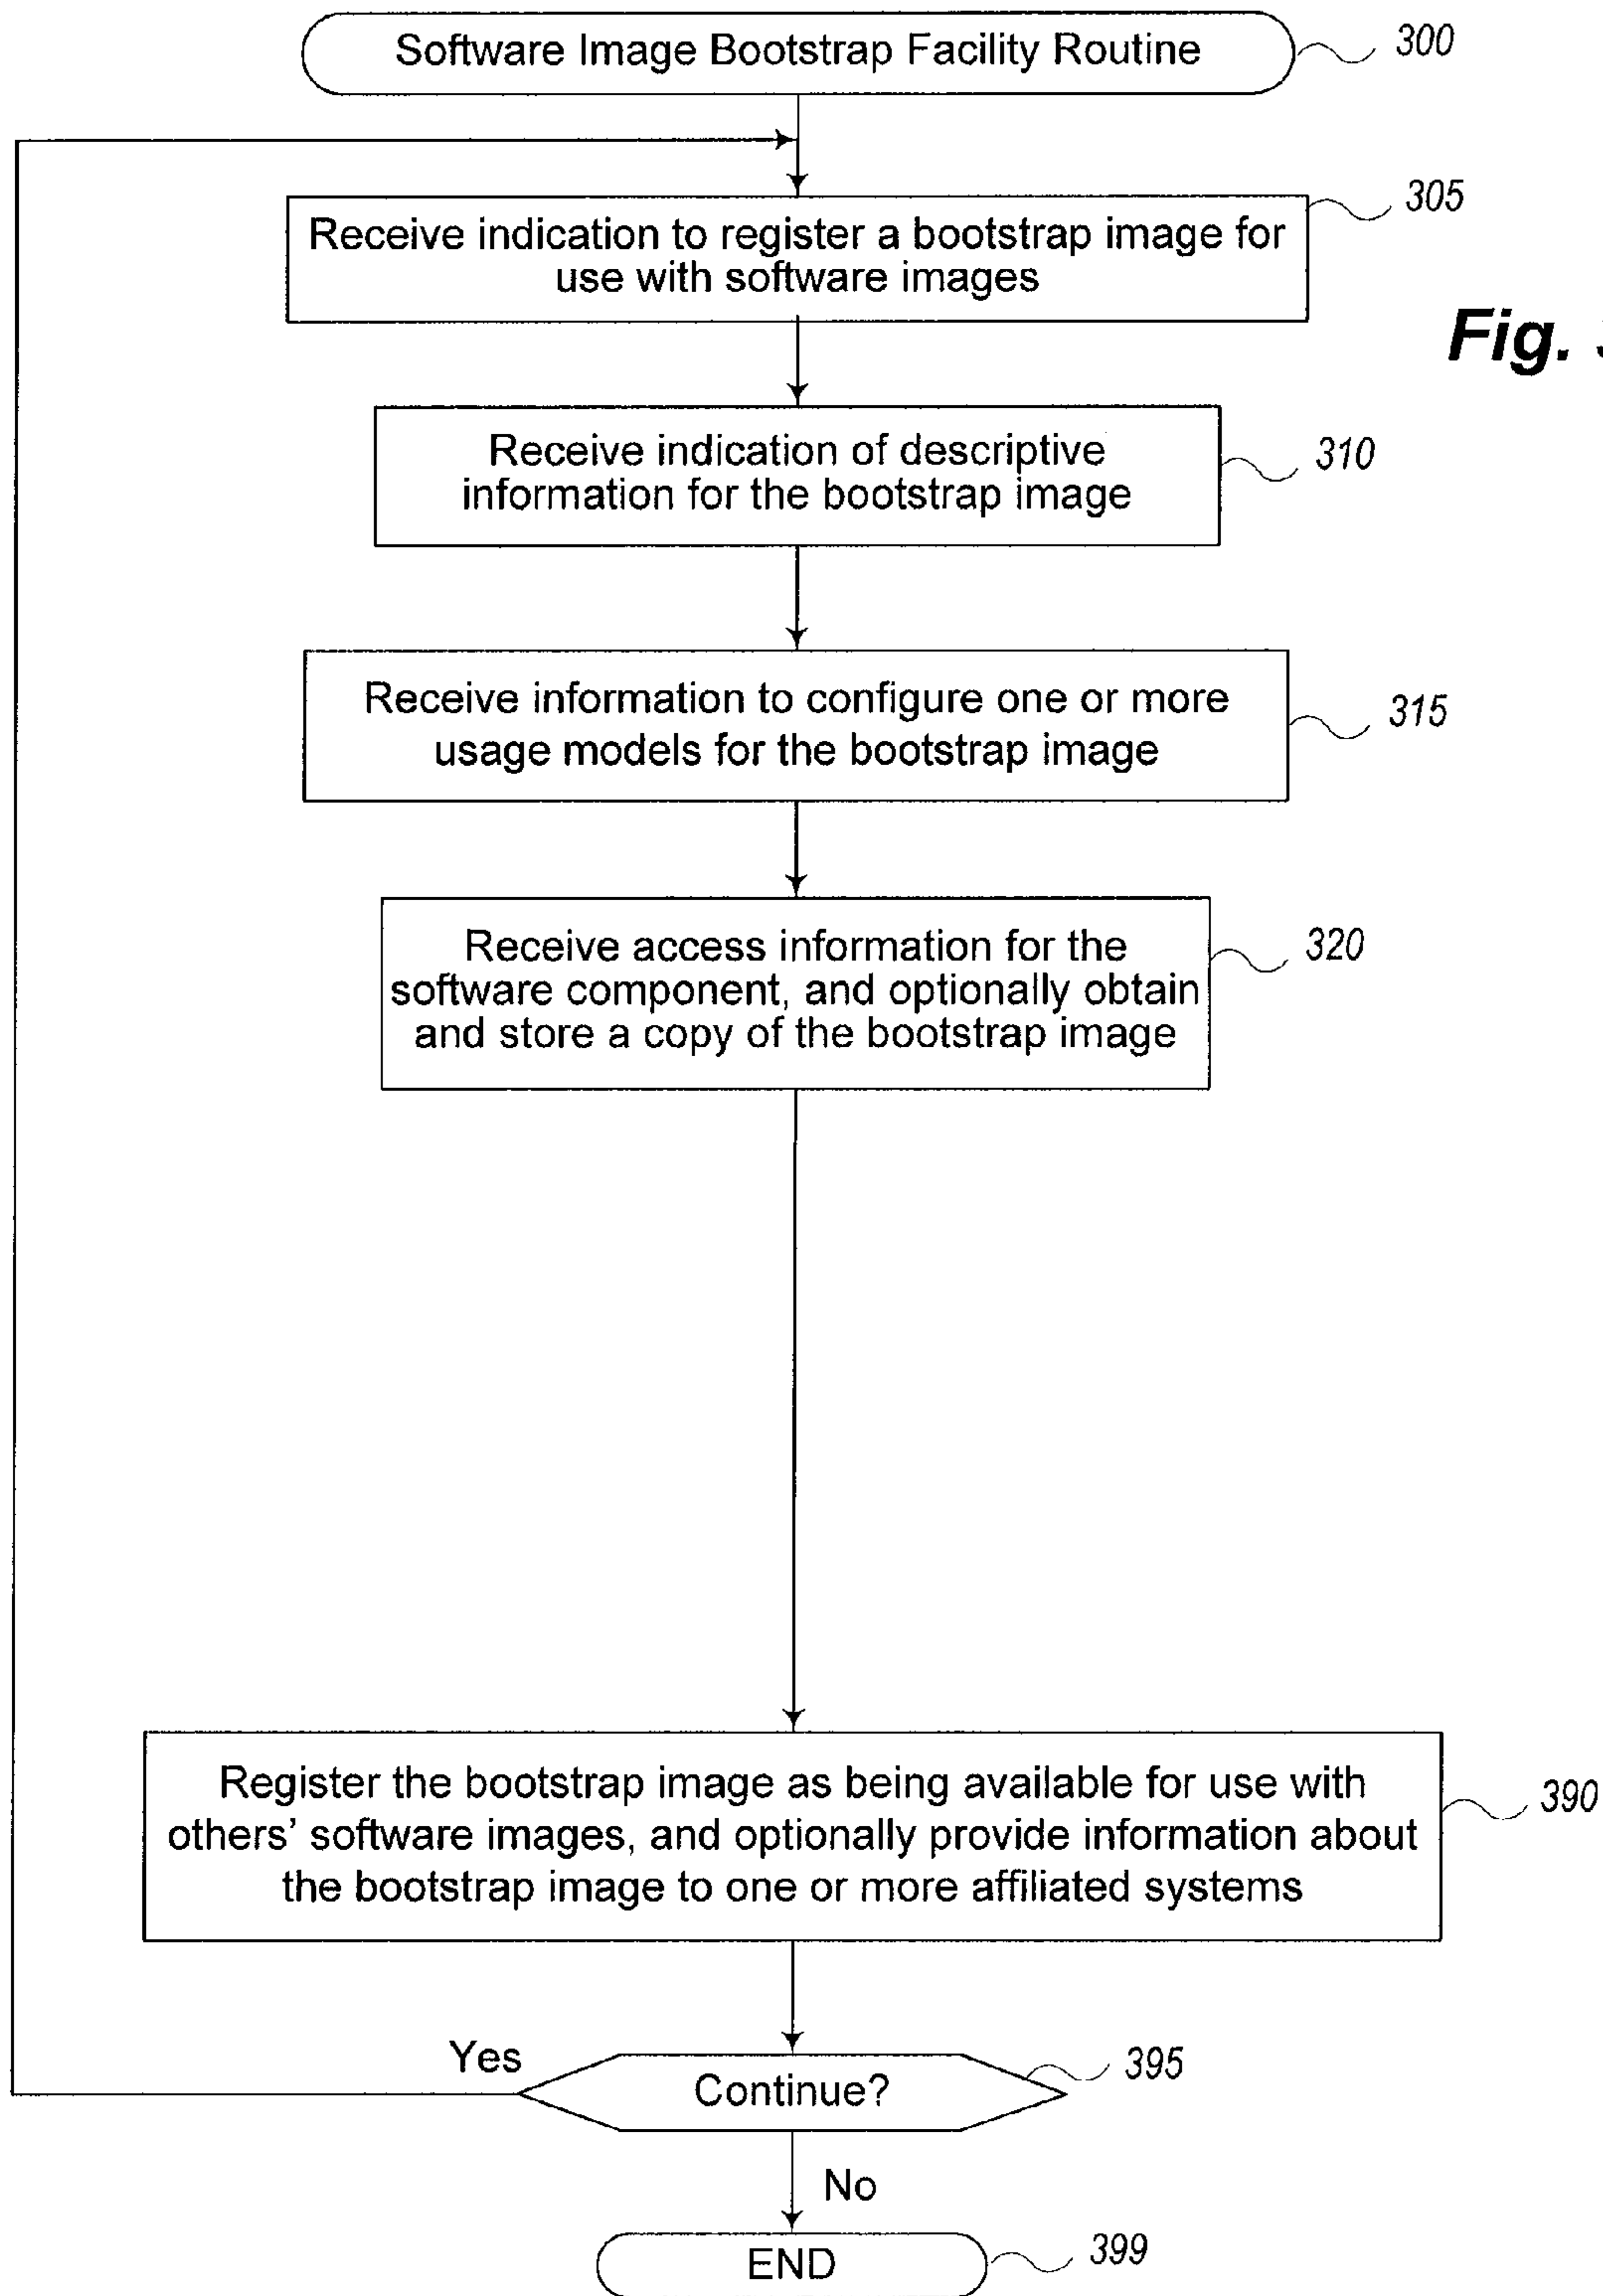 Software Image Bootstrap Facility Routine
300
305
Receive indication to register a bootstrap image for
use with software images
Fig.
Receive indication of descriptive
information for the bootstrap image
310
Receive information to configure one or more
usage models for the bootstrap image
315
Receive access information for the
software component, and optionally obtain
and store a copy of the bootstrap image
320
Register the bootstrap image as being available for use with
others’ software images, and optionally provide information about
the bootstrap image to one or more affiliated systems
390
Yes
Continue?
395
No
END
399